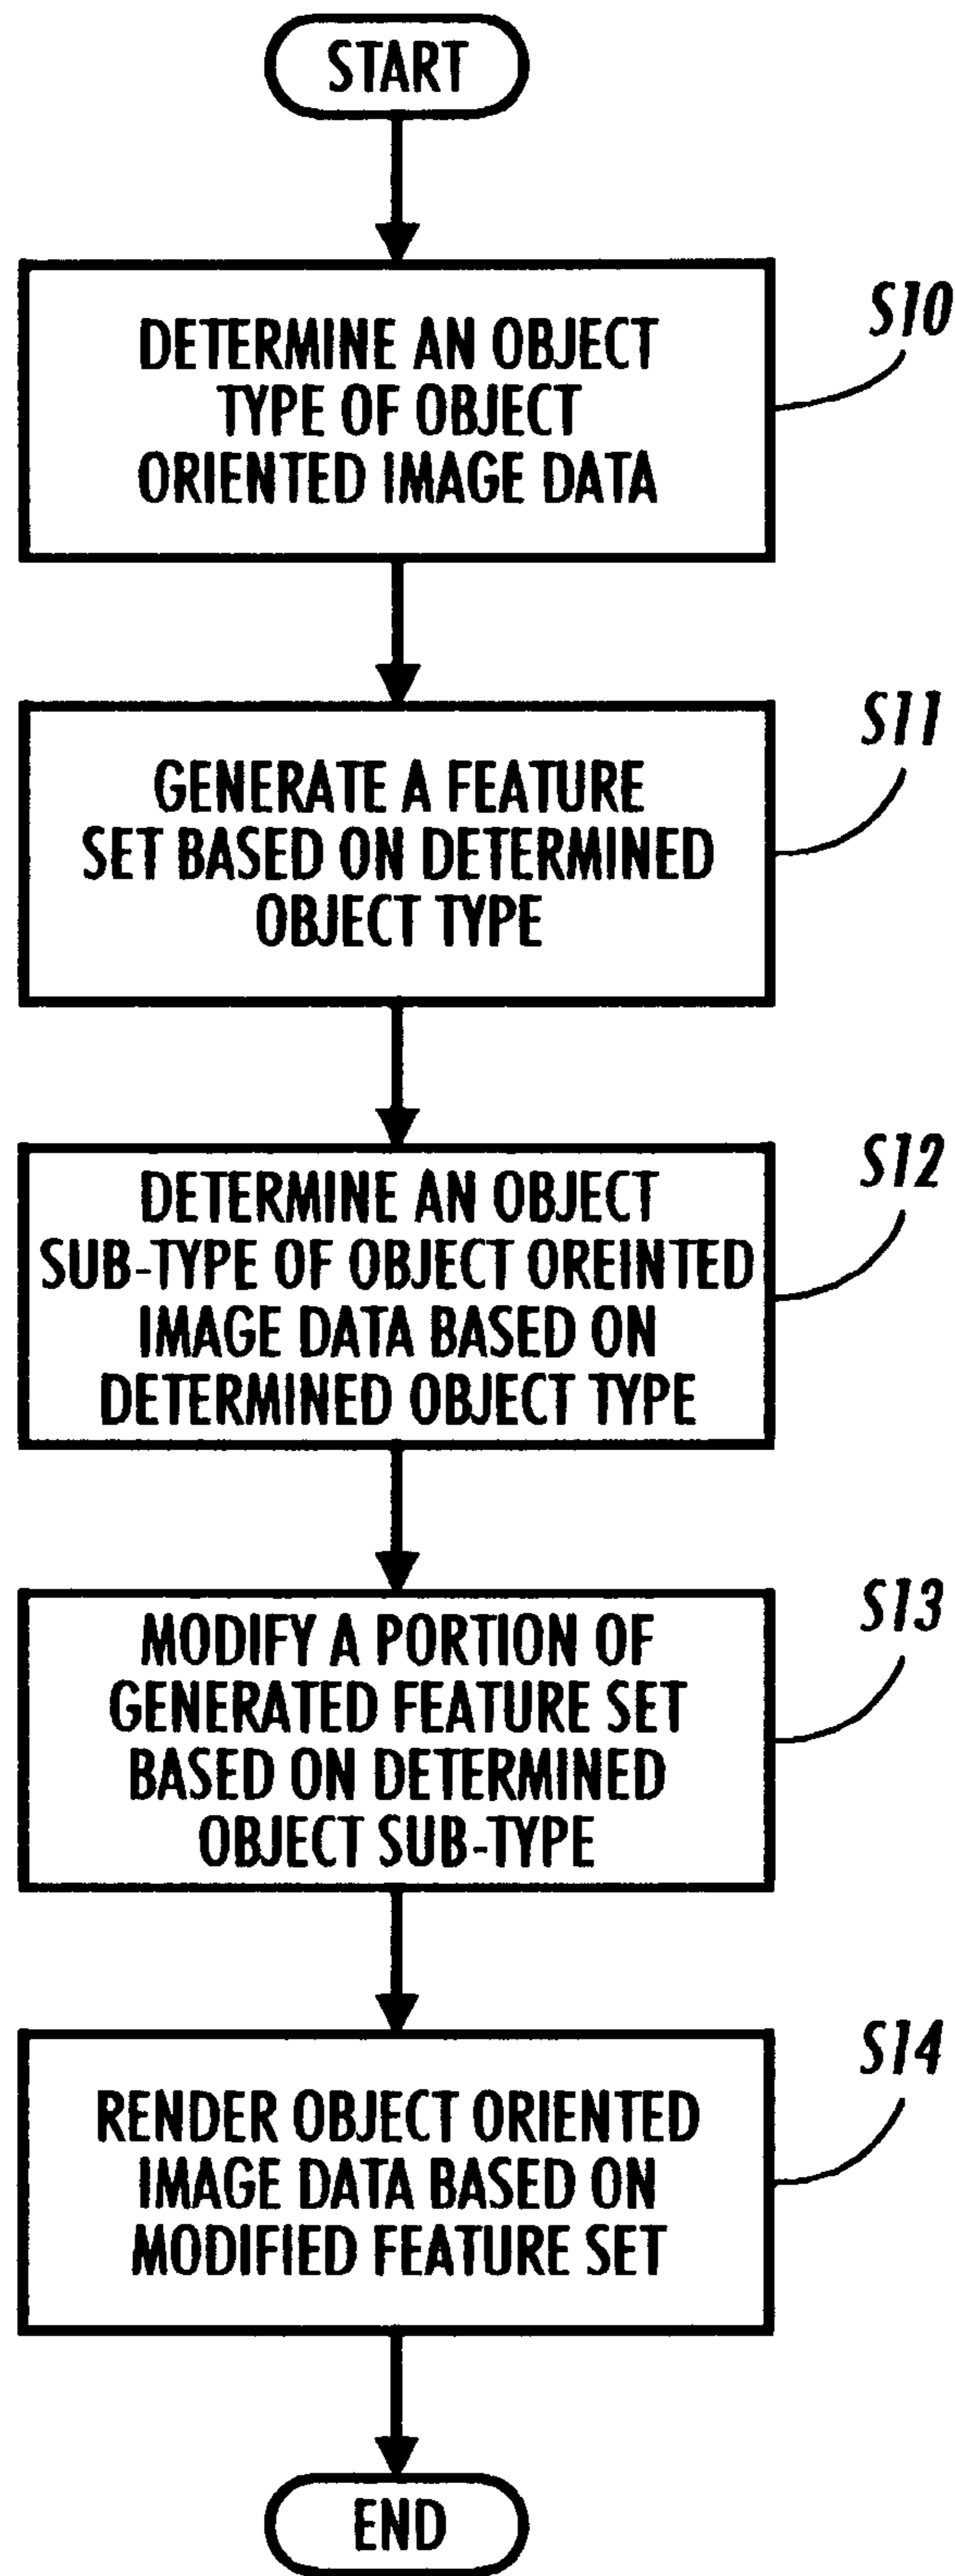 START
DETERMINE AN OBJECT
TYPE OF OBJECT
ORIENTED IMAGE DATA
S10
GENERATE A FEATURE
SET BASED ON DETERMINED
OBJECT TYPE
S11
DETERMINE AN OBJECT
SUB-TYPE OF OBJECT OREINTED
IMAGE DATA BASED ON
DETERMINED OBJECT TYPE
S12
MODIFY A PORTION OF
GENERATED FEATURE SET
BASED ON DETERMINED
OBJECT SUB-TYPE
S13
RENDER OBJECT ORIENTED
IMAGE DATA BASED ON
MODIFIED FEATURE SET
S14
END